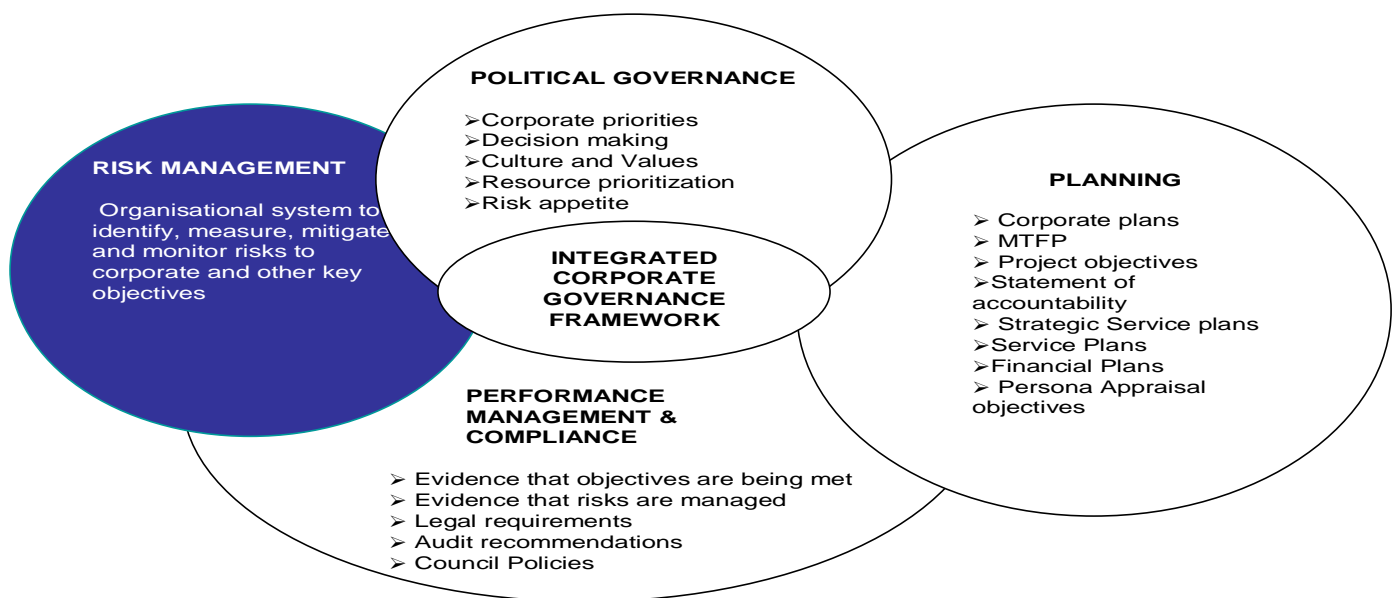 POLITICAL GOVERNANCE
➢Corporate priorities
➢Decision making
➢Culture and Values
➢Resource prioritization
➢Risk appetite
RISK MANAGEMENT
Organisational system to
identify, measure, mitigate
and monitor risks to
corporate and other key
objectives
INTEGRATED
CORPORATE
GOVERNANCE
FRAMEWORK
PLANNING
➢ Corporate plans
➢ MTFP
➢ Project objectives
➢Statement of
accountability
➢ Strategic Service plans
➢Service Plans
➢Financial Plans
➢ Persona Appraisal
objectives
PERFORMANCE
MANAGEMENT &
COMPLIANCE
➢ Evidence that objectives are being met
➢ Evidence that risks are managed
➢ Legal requirements
➢ Audit recommendations
➢ Council Policies